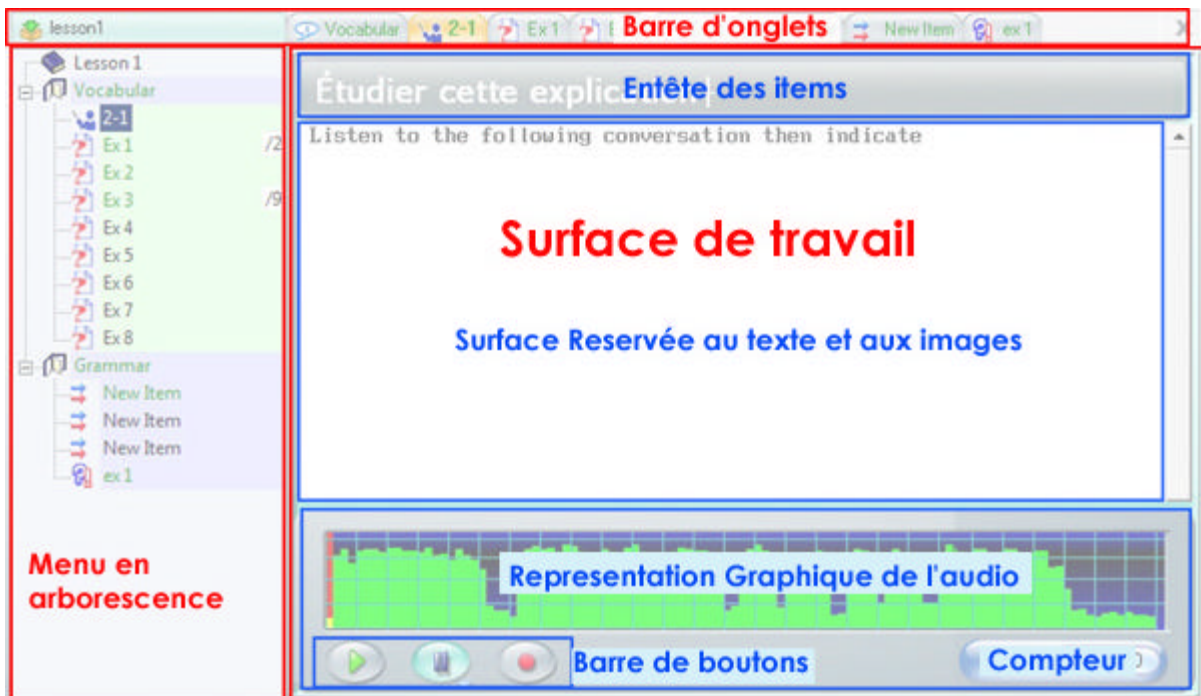 lesson1
Vocabular 2-1 Ex 1 Barre d'onglets New Item ex 1
Lesson 1
Vocabular
2-1
Ex 1 /2
Ex 2
Ex 3 /9
Ex 4
Ex 5
Ex 6
Ex 7
Ex 8
Grammar
New Item
New Item
New Item
ex 1
Menu en
arborescence
Étudier cette explication
Entête des items
Listen to the following conversation then indicate
Surface de travail
Surface Reservée au texte et aux images
Representation Graphique de l'audio
Barre de boutons
Compteur